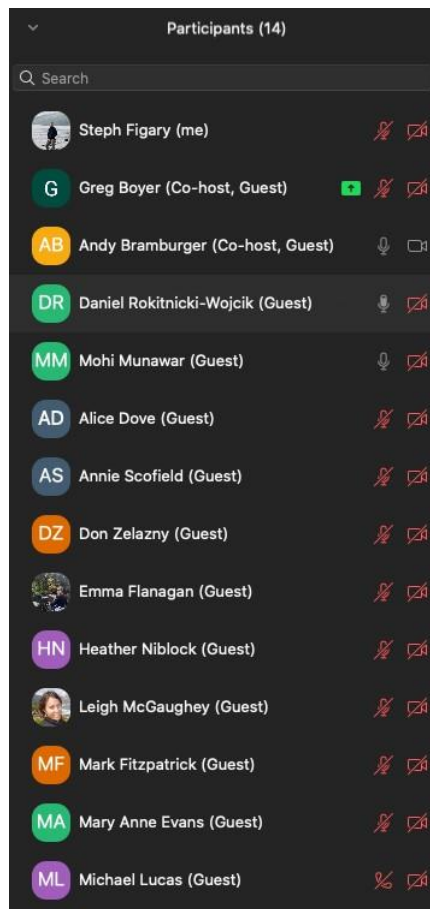 Participants (14)
Search
Steph Figary (me)
G Greg Boyer (Co-host, Guest)
AB Andy Bramburger (Co-host, Guest)
DR Daniel Rokitnicki-Wojcik (Guest)
MM Mohi Munawar (Guest)
AD Alice Dove (Guest)
AS Annie Scofield (Guest)
DZ Don Zelazny (Guest)
Emma Flanagan (Guest)
HN Heather Niblock (Guest)
Leigh McGaughey (Guest)
MF Mark Fitzpatrick (Guest)
MA Mary Anne Evans (Guest)
ML Michael Lucas (Guest)